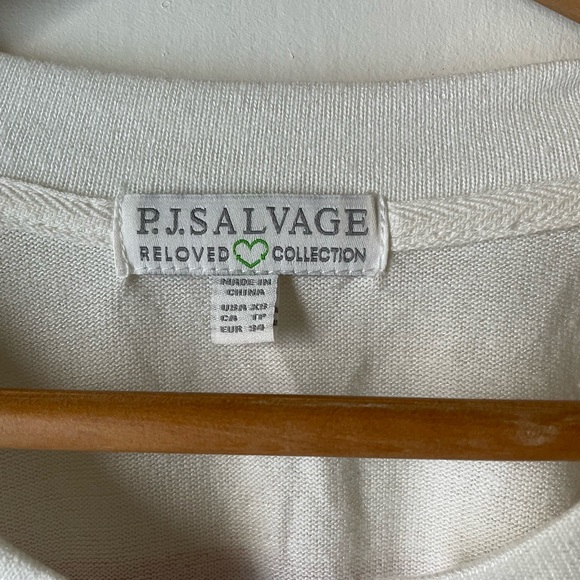 P.J.SALVAGE
RELOVED COLLECTION
MADE IN
CHINA
USA XS
CA TP
EUR 34